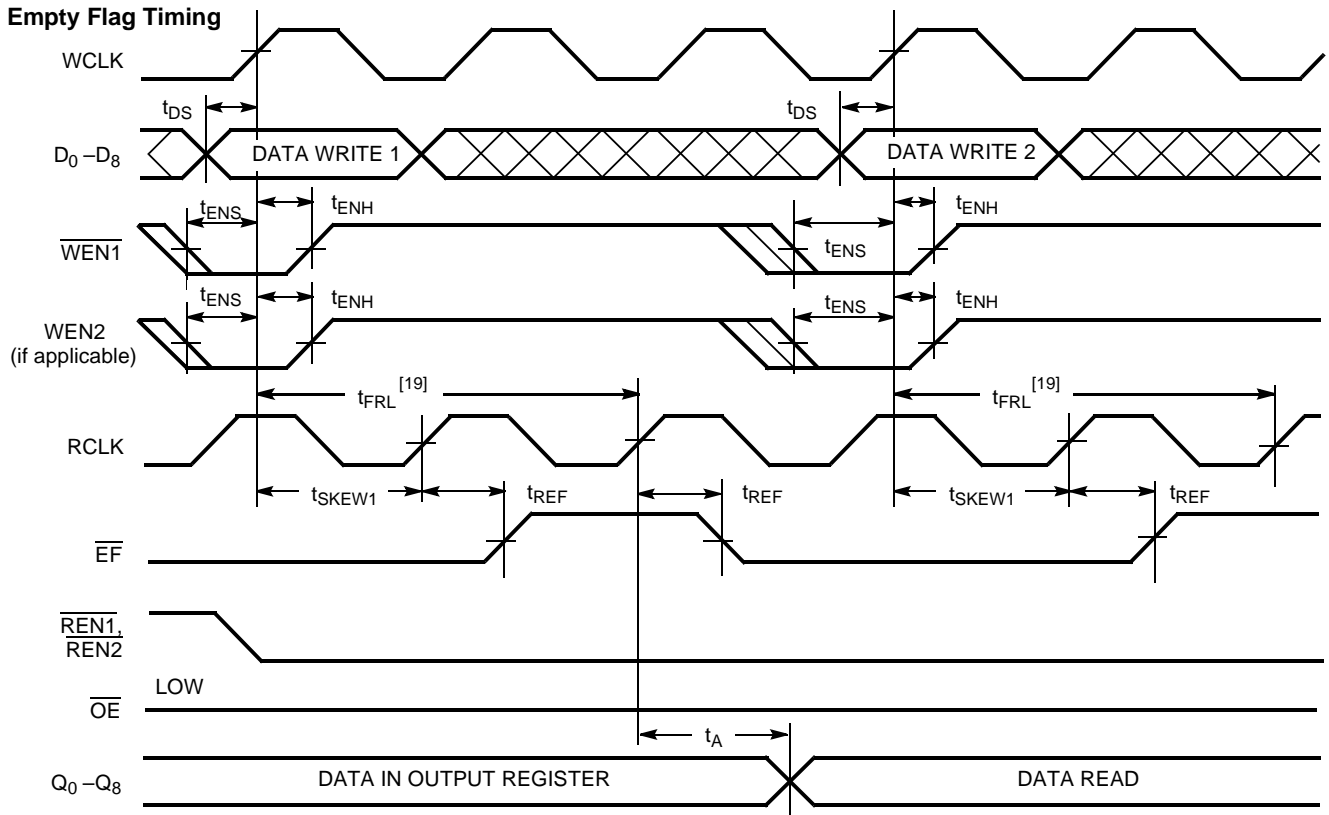 Empty Flag Timing
WCLK
tDS
tDS
D0 –D8
DATA WRITE 1
DATA WRITE 2
tENS
tENH
tENS
tENH
WEN1
tENS
tENH
tENS
tENH
WEN2
(if applicable)
tFRL[19]
tFRL[19]
RCLK
tSKEW1
tREF
tREF
tSKEW1
tREF
EF
REN1,
REN2
LOW
OE
tA
Q0 –Q8
DATA IN OUTPUT REGISTER
DATA READ